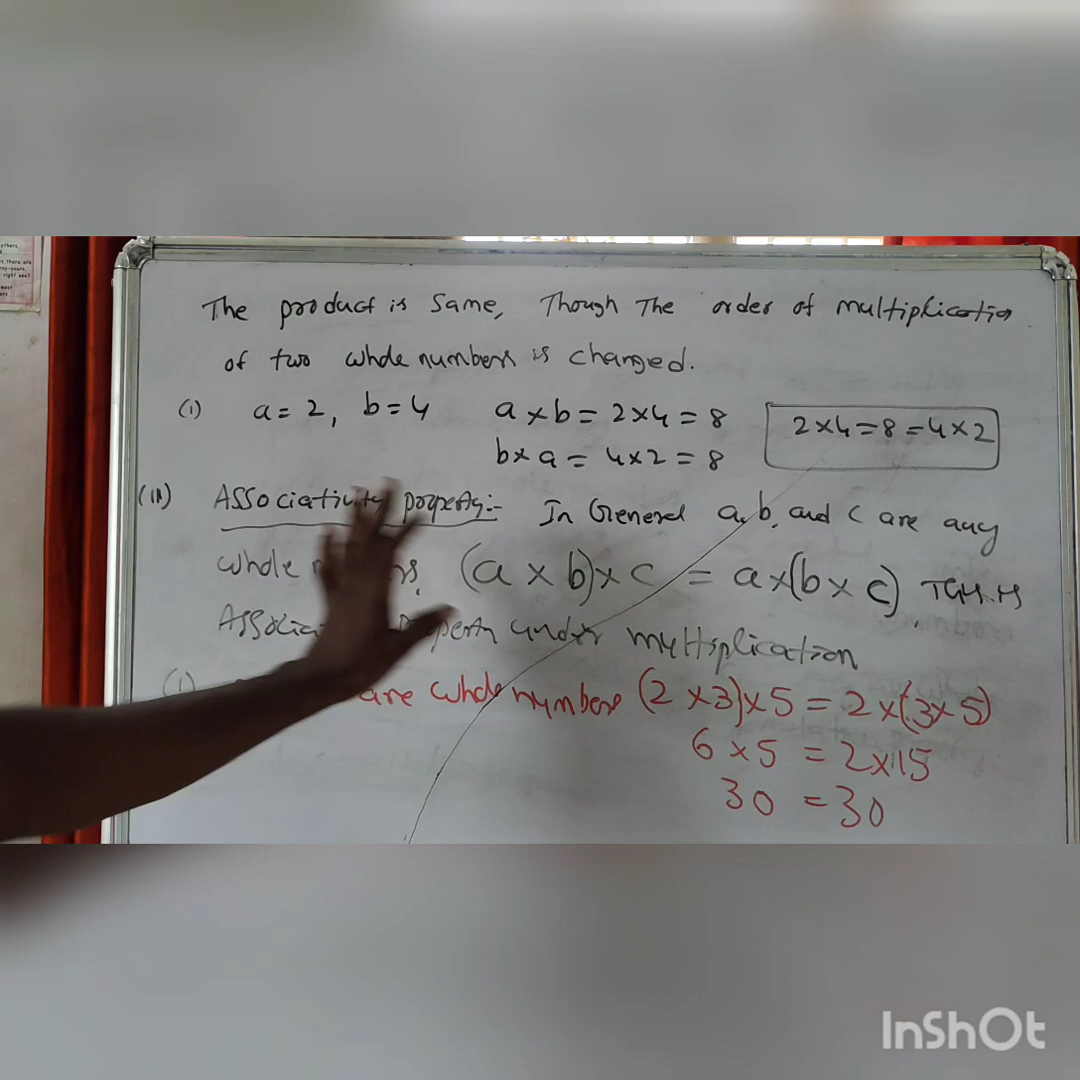 The product is Same, Though The order of multiplication
of two whole numbers is changed.
(i) a = 2, b = 4 a × b = 2 × 4 = 8
b × a = 4 × 2 = 8
2 × 4 = 8 = 4 × 2
Associativity property:- In General a, b, and c are any
whole (a × b) × c = a × (b × c)
property under multiplication
are whole numbers (2 × 3) × 5 = 2 × (3 × 5)
6 × 5 = 2 × 15
30 = 30
InShOt